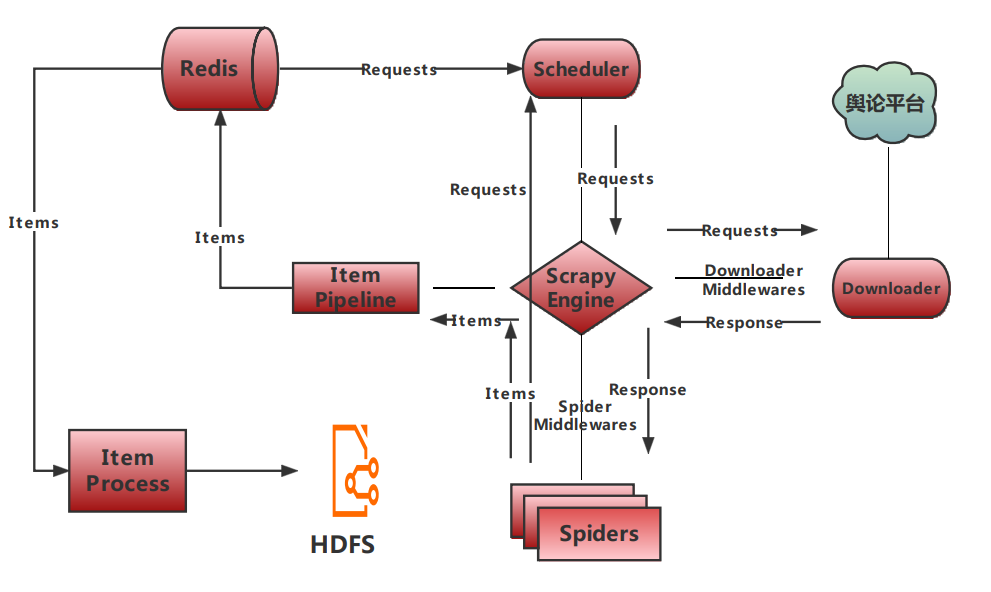 Redis
Requests
Scheduler
舆论平台
Requests
Requests
Items
Items
Requests
Item
Pipeline
Scrapy
Engine
Downloader
Middlewares
Downloader
Items
Response
Items
Response
Spider
Middlewares
Item
Process
HDFS
Spiders